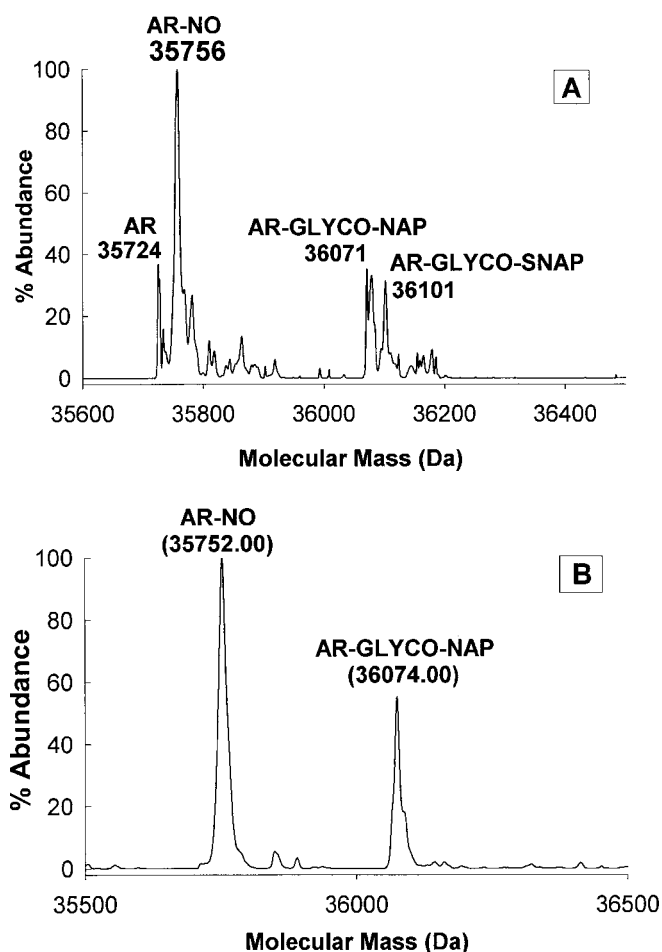 AR-NO
35756
A
100
80
60
40
20
0
% Abundance
AR
35724
AR-GLYCO-NAP
36071
AR-GLYCO-SNAP
36101
35600 35800 36000 36200 36400
Molecular Mass (Da)
AR-NO
(35752.00)
B
AR-GLYCO-NAP
(36074.00)
100
80
60
40
20
0
% Abundance
35500 36000 36500
Molecular Mass (Da)